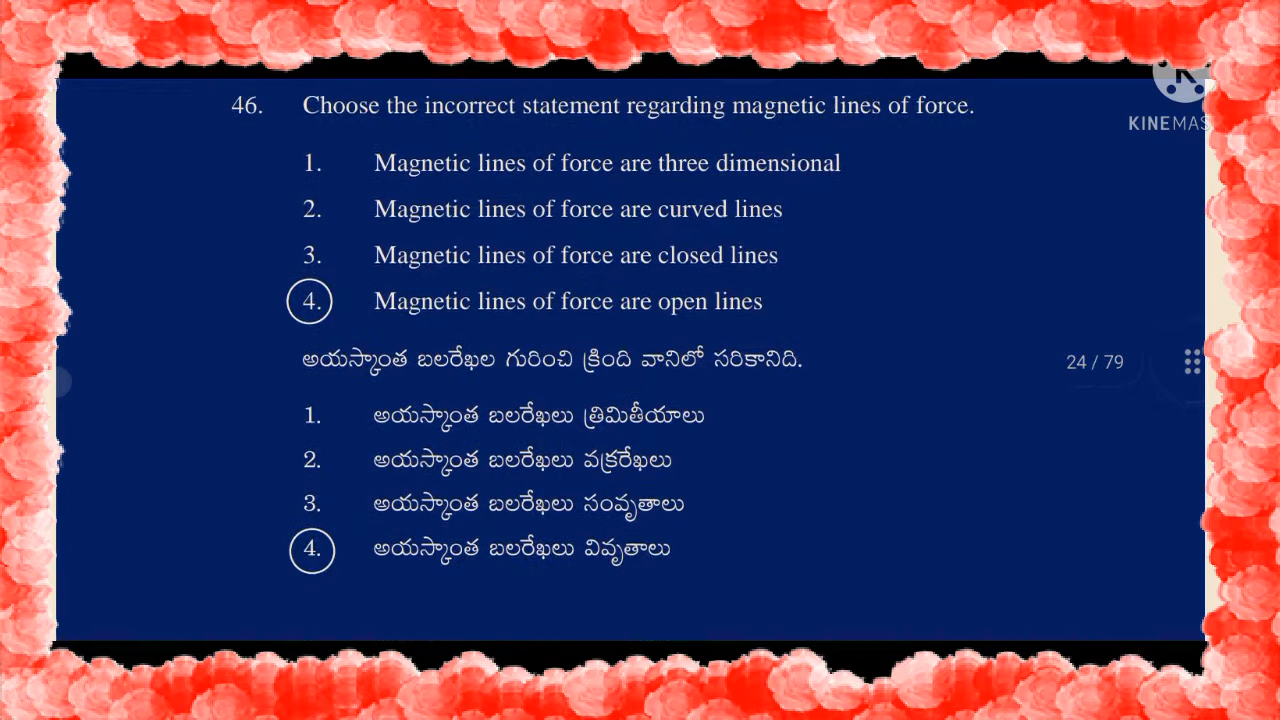 KINEMAS
46. Choose the incorrect statement regarding magnetic lines of force.
1. Magnetic lines of force are three dimensional
2. Magnetic lines of force are curved lines
3. Magnetic lines of force are closed lines
4. Magnetic lines of force are open lines
అయస్కాంత బలరేఖల గురించి క్రింది వానిలో సరికానిది.
24 / 79
1. అయస్కాంత బలరేఖలు త్రిమితీయాలు
2. అయస్కాంత బలరేఖలు వక్రరేఖలు
3. అయస్కాంత బలరేఖలు సంవృతాలు
4. అయస్కాంత బలరేఖలు వివృతాలు